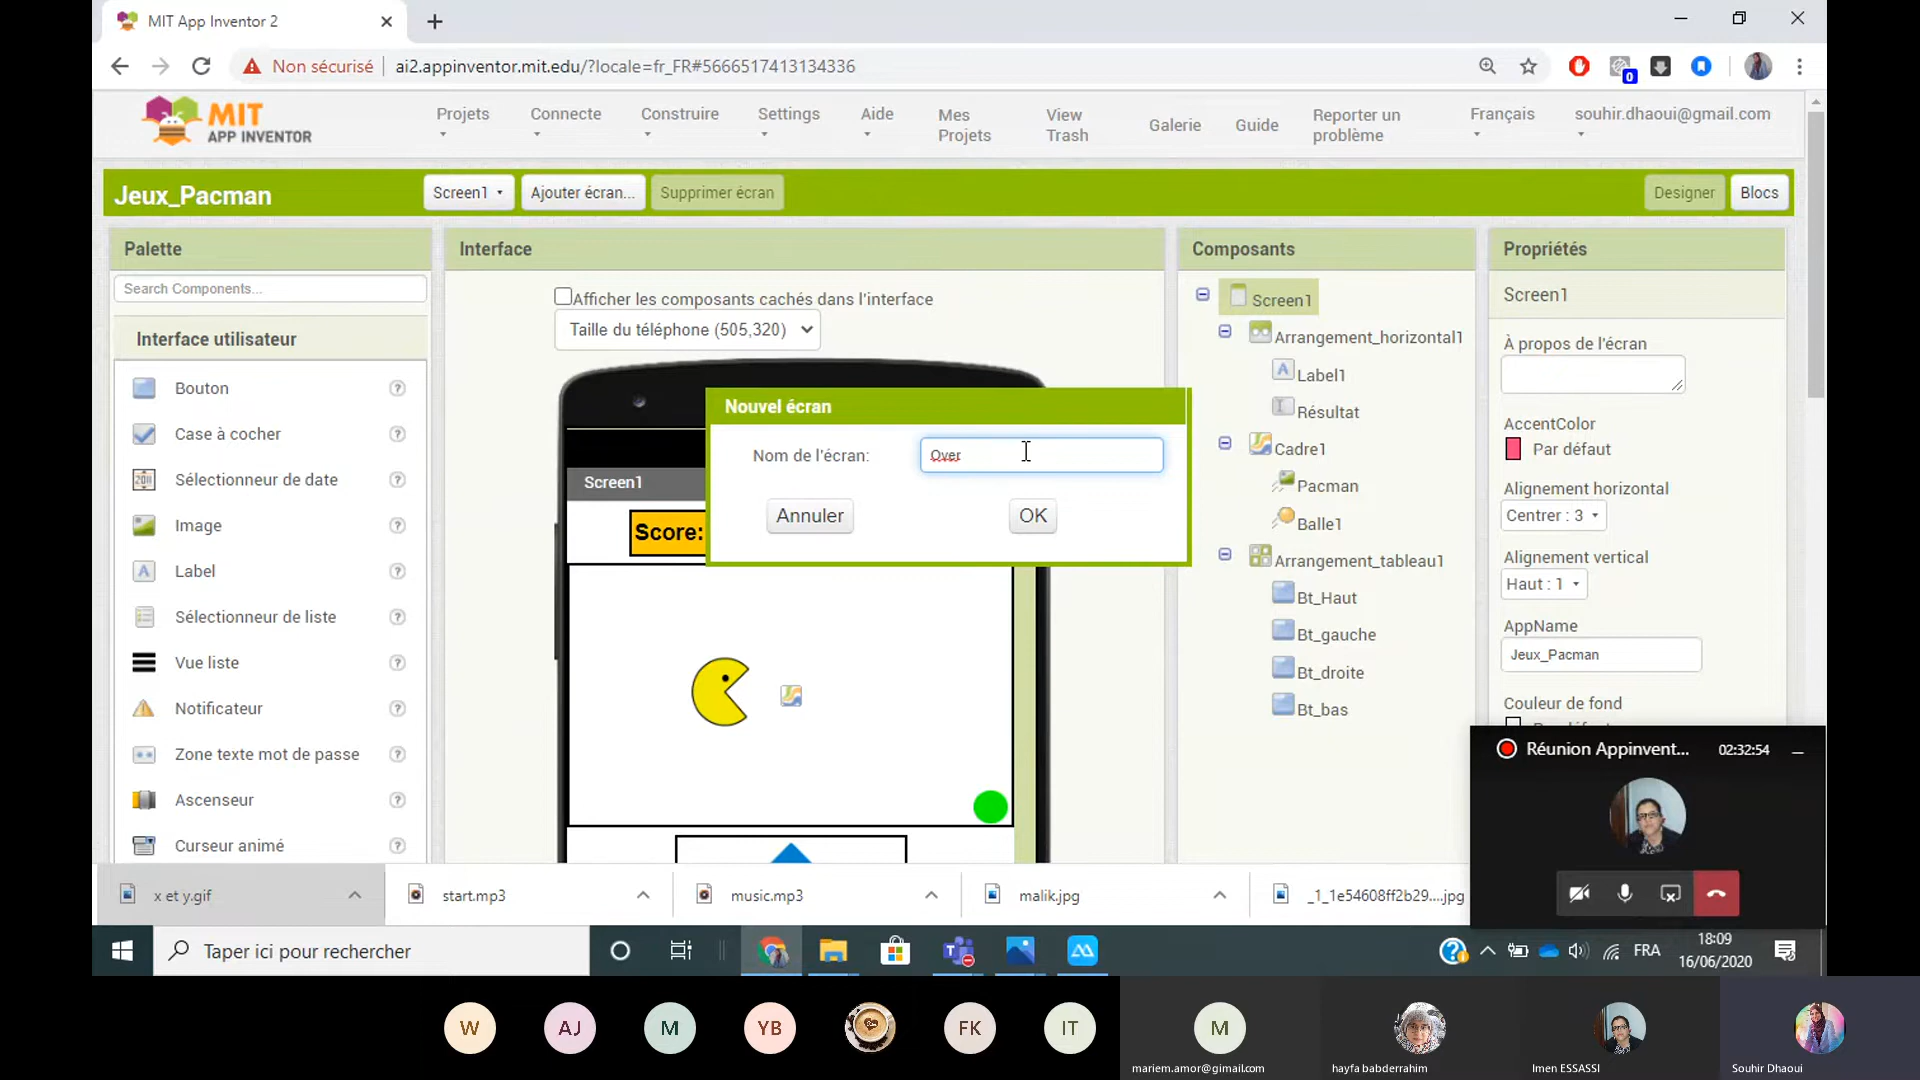 MIT App Inventor 2
Non sécurisé
ai2.appinventor.mit.edu/?locale=fr_FR#5666517413134336
0
MIT
APP INVENTOR
Projets
Connecte
Construire
Settings
Aide
Mes
Projets
View
Trash
Galerie
Guide
Reporter un
problème
Français
souhir.dhaoui@gmail.com
Jeux_Pacman
Screen1
Ajouter écran...
Supprimer écran
Designer
Blocs
Palette
Search Components...
Interface utilisateur
Bouton
Case à cocher
Sélectionneur de date
Image
Label
Sélectionneur de liste
Vue liste
Notificateur
Zone texte mot de passe
Ascenseur
Curseur animé
Interface
Afficher les composants cachés dans l'interface
Taille du téléphone (505,320)
Screen1
Score:
Nouvel écran
Nom de l'écran:
Over
Annuler
OK
Composants
Screen1
Arrangement_horizontal1
Label1
Résultat
Cadre1
Pacman
Balle1
Arrangement_tableau1
Bt_Haut
Bt_gauche
Bt_droite
Bt_bas
Propriétés
Screen1
À propos de l'écran
AccentColor
Par défaut
Alignement horizontal
Centrer : 3
Alignement vertical
Haut : 1
AppName
Jeux_Pacman
Couleur de fond
Réunion Appinvent...
02:32:54
x et y.gif
start.mp3
music.mp3
malik.jpg
_1_1e54608ff2b29....jpg
Taper ici pour rechercher
FRA
18:09
16/06/2020
W
AJ
M
YB
FK
IT
M
mariem.amor@gimail.com
hayfa babderrahim
Imen ESSASSI
Souhir Dhaoui